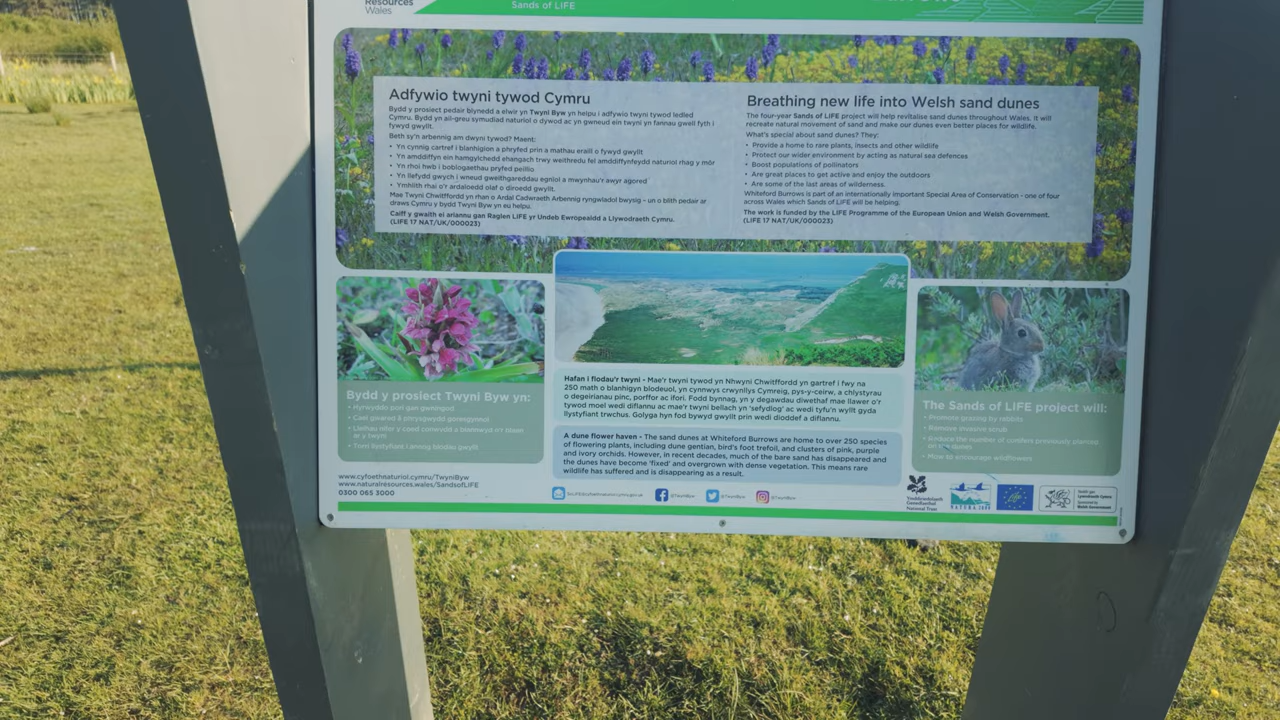 Resources
Wales
Sands of LIFE
Adfywio twyni tywod Cymru
Bydd y prosiect pedair blynedd a elwir yn Twyni Byw yn helpu i adfywio twyni tywod ledled
Cymru. Bydd yn ail-greu symudiad naturiol o dywod ac yn gwneud ein twyni yn fannau gwell fyth i
fywyd gwyllt.
Beth sy'n arbennig am dwyni tywod? Maent:
• Yn cynnig cartref i blanhigion a phryfed prin a mathau eraill o fywyd gwyllt
• Yn amddiffyn ein hamgylchedd ehangach trwy weithredu fel amddiffynfeydd naturiol rhag y môr
• Yn rhoi hwb i boblogaethau pryfed peillio
• Yn llefydd gwych i wneud gweithgareddau egnïol a mwynhau'r awyr agored
• Ymhlith rhai o'r ardaloedd olaf o diroedd gwyllt.
Mae Twyni Chwitffordd yn rhan o Ardal Cadwraeth Arbennig ryngwladol bwysig - un o blith pedair ar
draws Cymru y bydd Twyni Byw yn eu helpu.
Caiff y gwaith ei ariannu gan Raglen LIFE yr Undeb Ewropeaidd a Llywodraeth Cymru.
(LIFE 17 NAT/UK/000023)
Breathing new life into Welsh sand dunes
The four-year Sands of LIFE project will help revitalise sand dunes throughout Wales. It will
recreate natural movement of sand and make our dunes even better places for wildlife.
What's special about sand dunes? They:
• Provide a home to rare plants, insects and other wildlife
• Protect our wider environment by acting as natural sea defences
• Boost populations of pollinators
• Are great places to get active and enjoy the outdoors
• Are some of the last areas of wilderness.
Whiteford Burrows is part of an internationally important Special Area of Conservation - one of four
across Wales which Sands of LIFE will be helping.
The work is funded by the LIFE Programme of the European Union and Welsh Government.
(LIFE 17 NAT/UK/000023)
Bydd y prosiect Twyni Byw yn:
• Hyrwyddo pori gan gwningod
• Cael gwared â phrysgwydd goresgynnol
• Lleihau nifer y coed conwydd a blannwyd o'r blaen
ar y twyni
• Trin llystyfiant i annog blodau gwyllt
Hafan i flodau'r twyni - Mae'r twyni tywod yn Nhwyni Chwitffordd yn gartref i fwy na
250 math o blanhigyn blodeuol, yn cynnwys crwynllys Cymreig, pys-y-ceirw, a chlystyrau
o degeirianau pinc, porffor ac ifori. Fodd bynnag, yn y degawdau diwethaf mae llawer o'r
tywod moel wedi diflannu ac mae'r twyni bellach yn 'sefydlog' ac wedi tyfu'n wyllt gyda
llystyfiant trwchus. Golyga hyn fod bywyd gwyllt prin wedi dioddef a diflannu.
A dune flower haven - The sand dunes at Whiteford Burrows are home to over 250 species
of flowering plants, including dune gentian, bird's foot trefoil, and clusters of pink, purple
and ivory orchids. However, in recent decades, much of the bare sand has disappeared and
the dunes have become 'fixed' and overgrown with dense vegetation. This means rare
wildlife has suffered and is disappearing as a result.
The Sands of LIFE project will:
• Promote grazing by rabbits
• Remove invasive scrub
• Reduce the number of conifers previously planted
on the dunes
• Mow to encourage wildflowers
www.cyfoethnaturiol.cymru/TwyniByw
www.naturalresources.wales/SandsofLIFE
0300 065 3000
@TwyniByw
@TwyniByw
@TwyniByw
National Trust
NATURA 2000
Life
Llywodraeth Cymru
Welsh Government